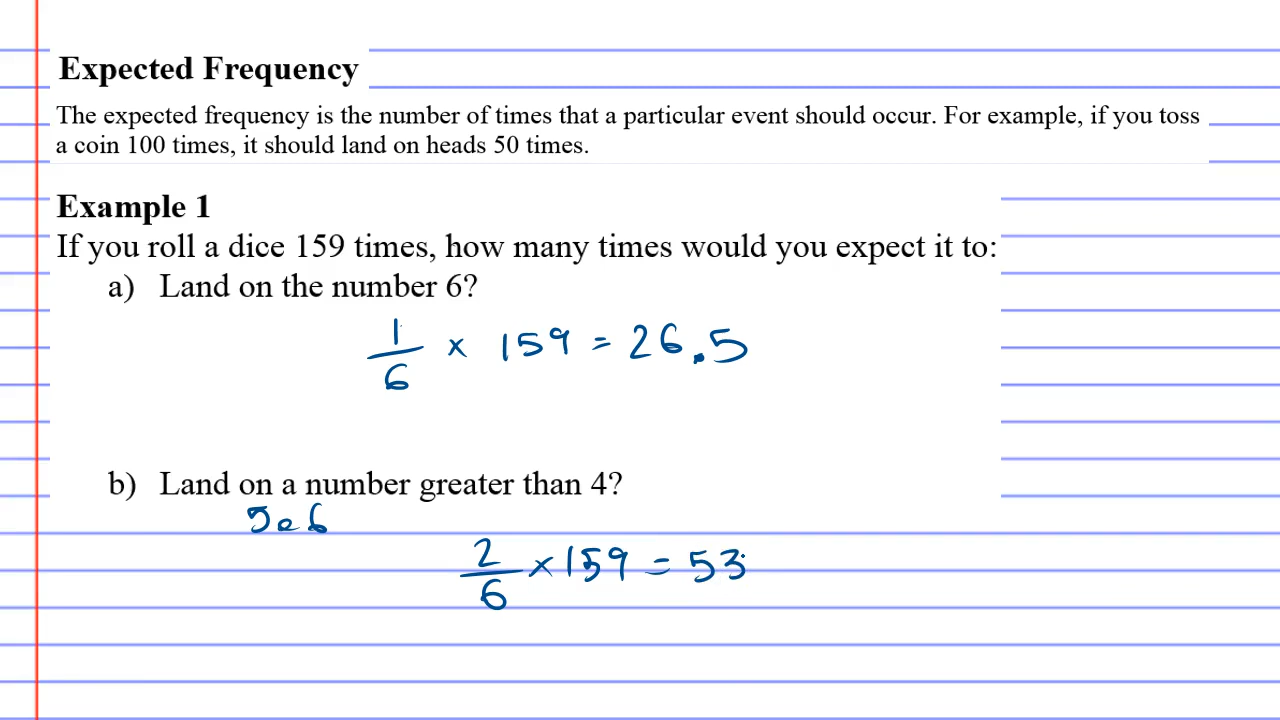 Expected Frequency
The expected frequency is the number of times that a particular event should occur. For example, if you toss
a coin 100 times, it should land on heads 50 times.
Example 1
If you roll a dice 159 times, how many times would you expect it to:
a) Land on the number 6?
1/6 × 159 = 26.5
b) Land on a number greater than 4?
5 e 6
2/6 × 159 = 53